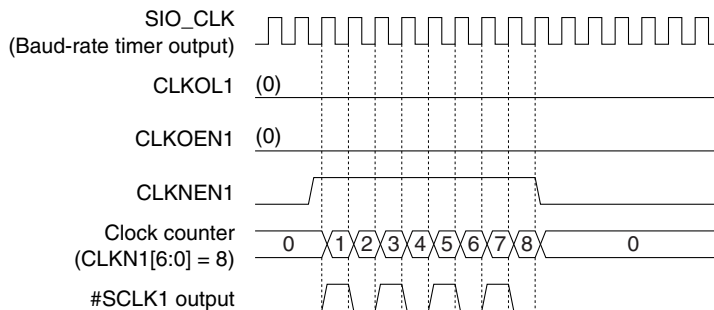 SIO_CLK
(Baud-rate timer output)
CLKOL1 (0)
CLKOEN1 (0)
CLKNEN1
Clock counter
(CLKN1[6:0] = 8)
0 1 2 3 4 5 6 7 8 0
#SCLK1 output